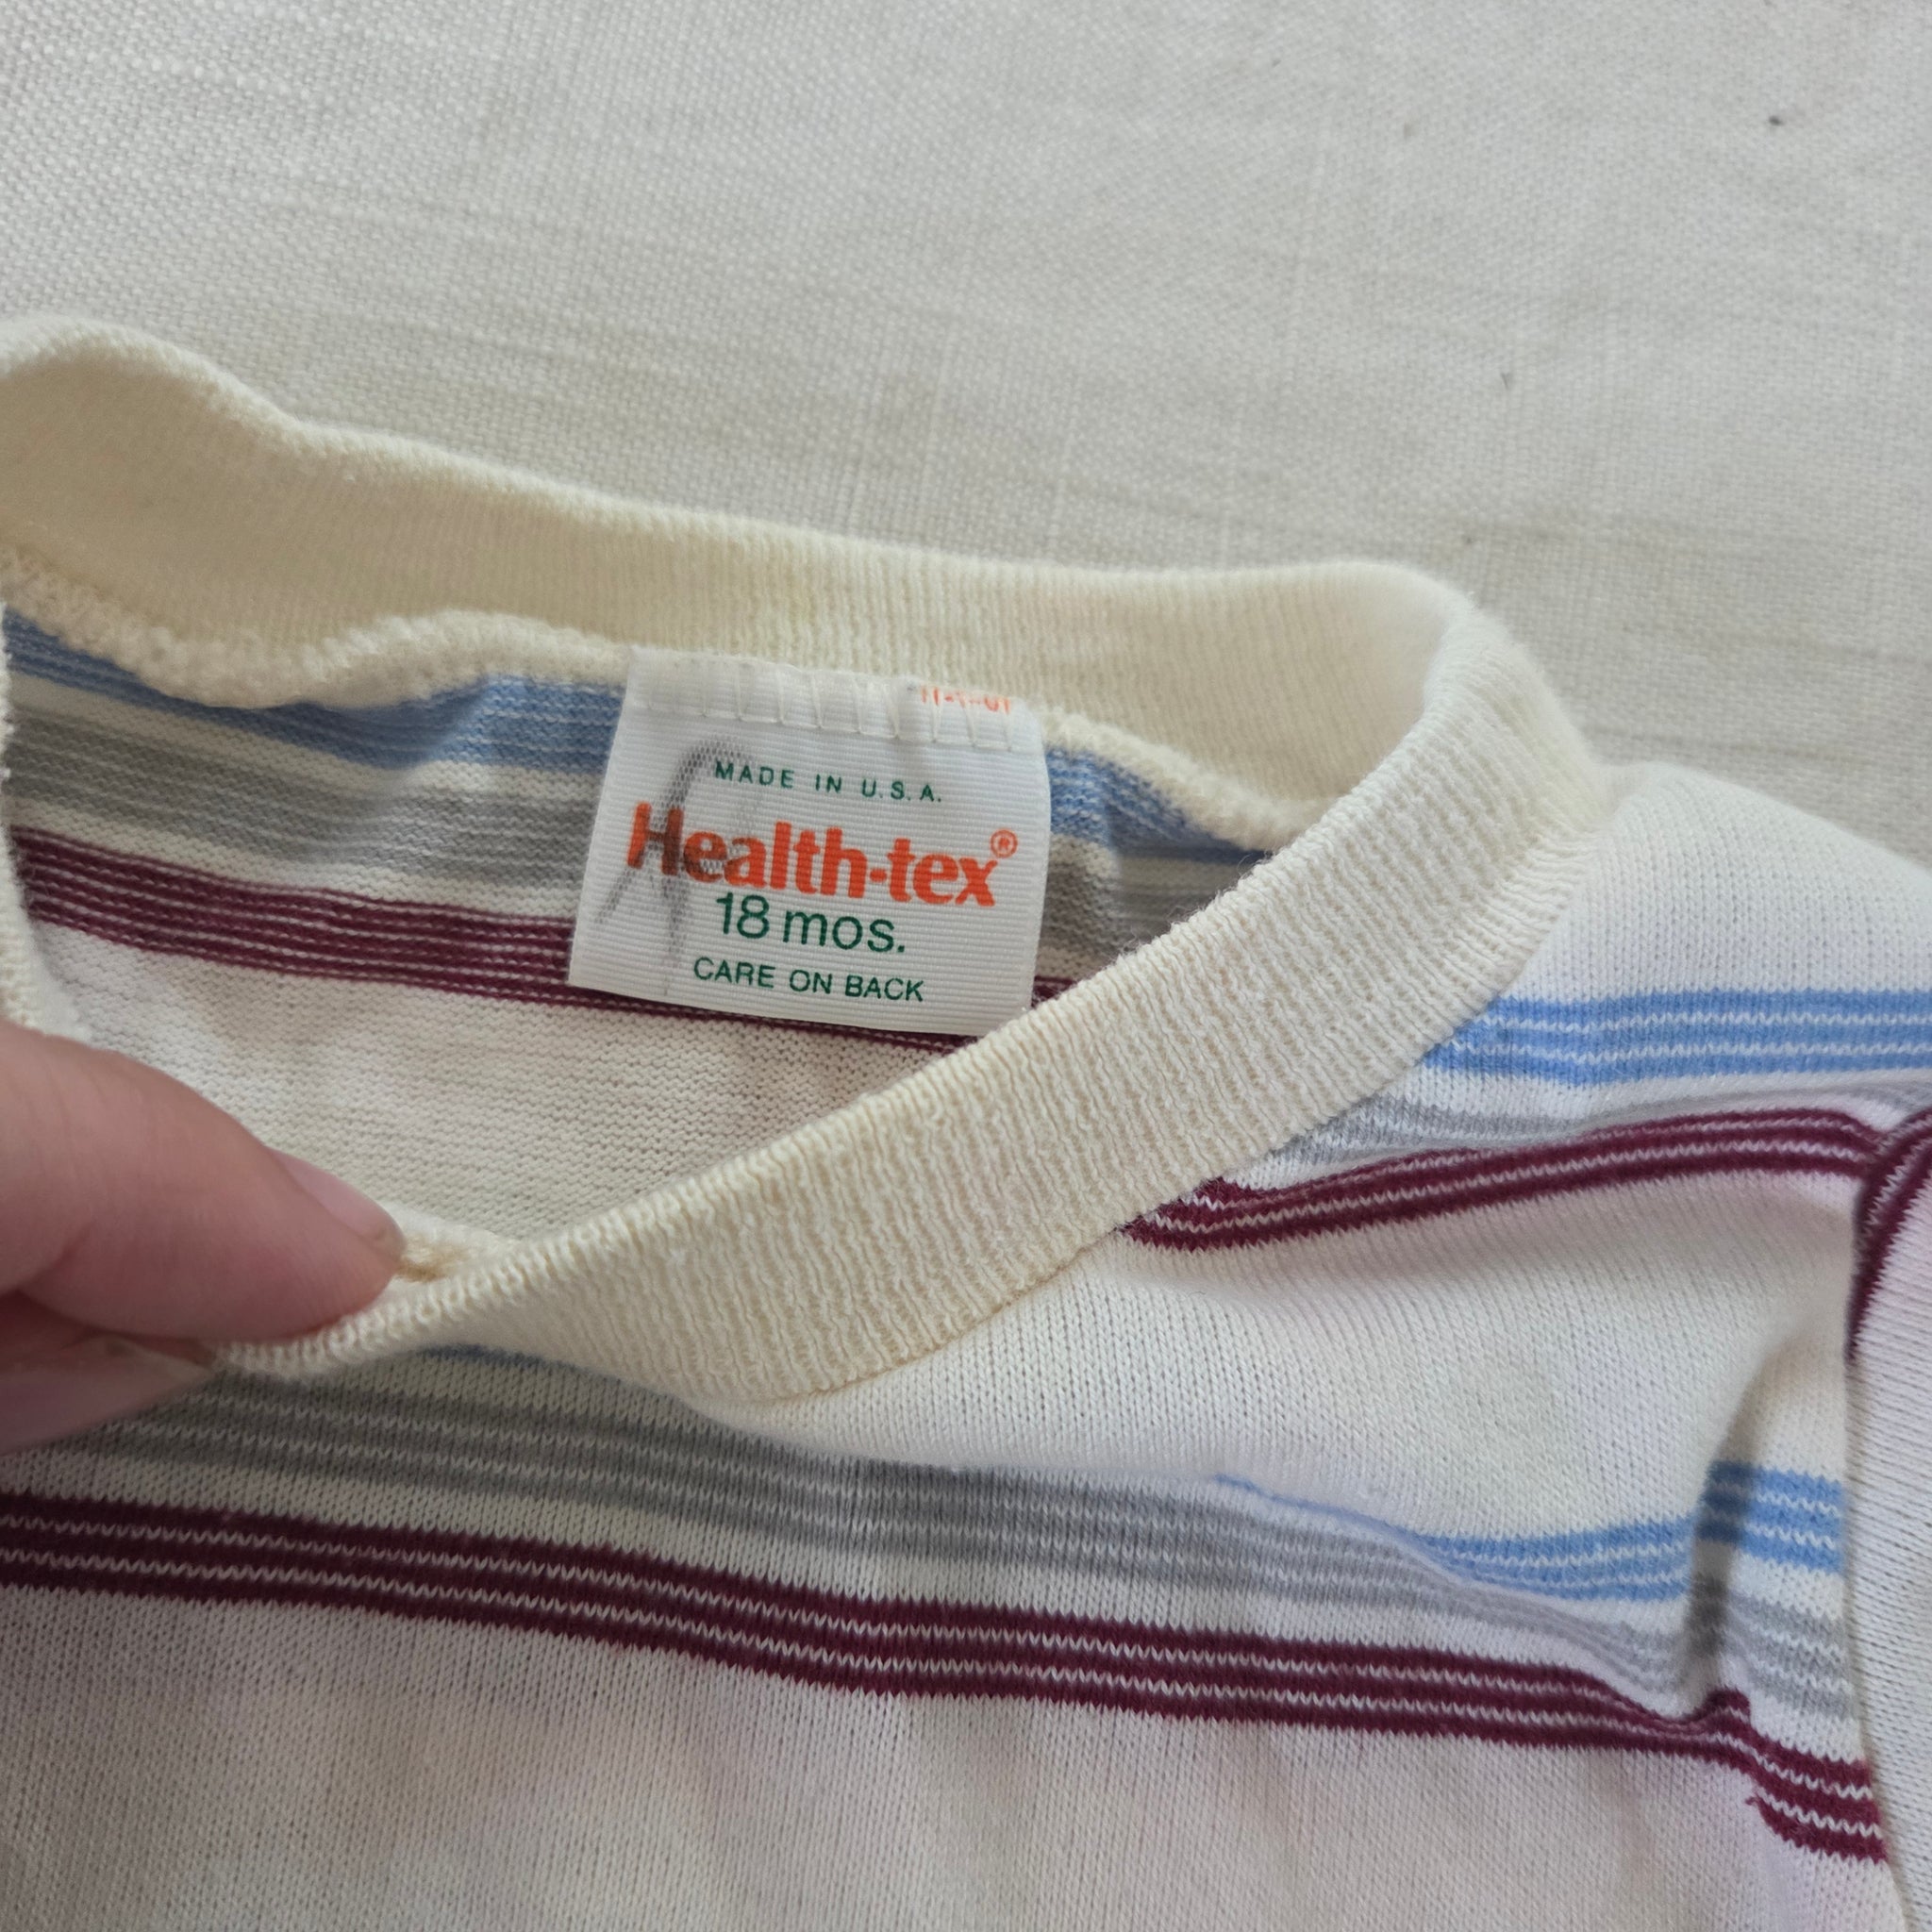 MADE IN U.S.A.
Health-tex®
18 mos.
CARE ON BACK